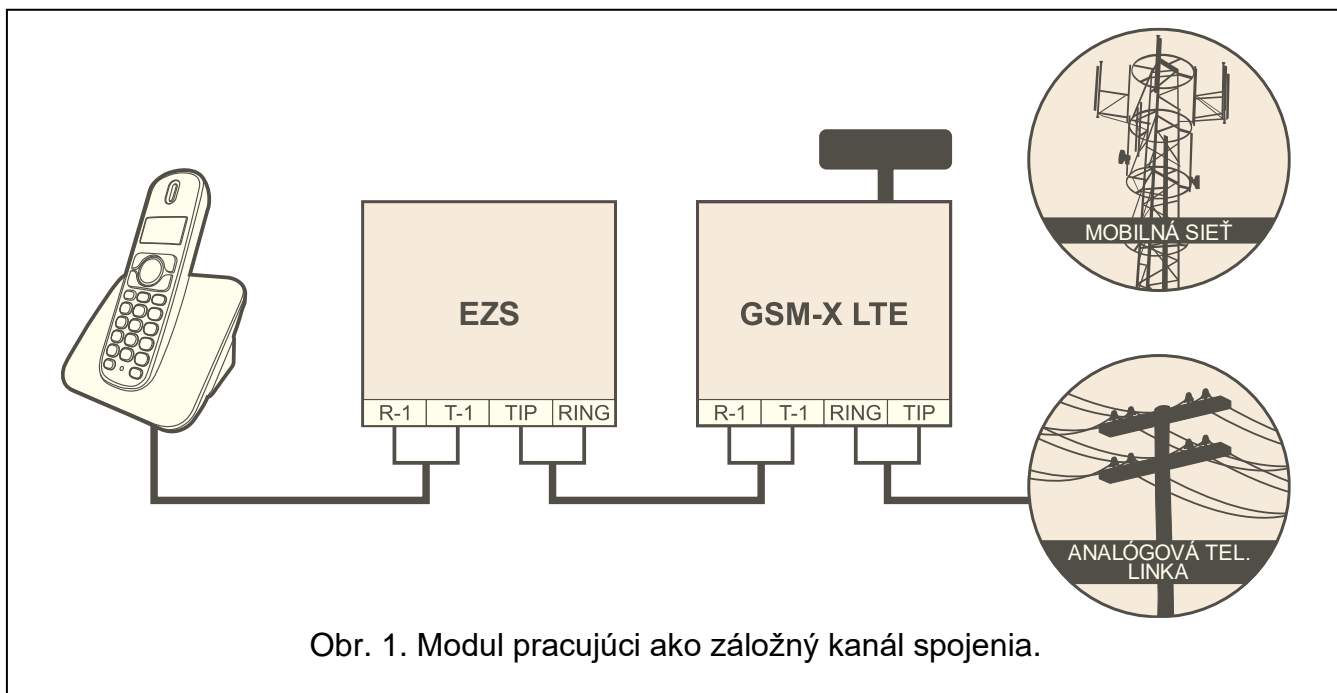 MOBILNÁ SIEŤ
EZS
GSM-X LTE
R-1 T-1 TIP RING
R-1 T-1 RING TIP
ANALÓGOVÁ TEL.
LINKA
Obr. 1. Modul pracujúci ako záložný kanál spojenia.